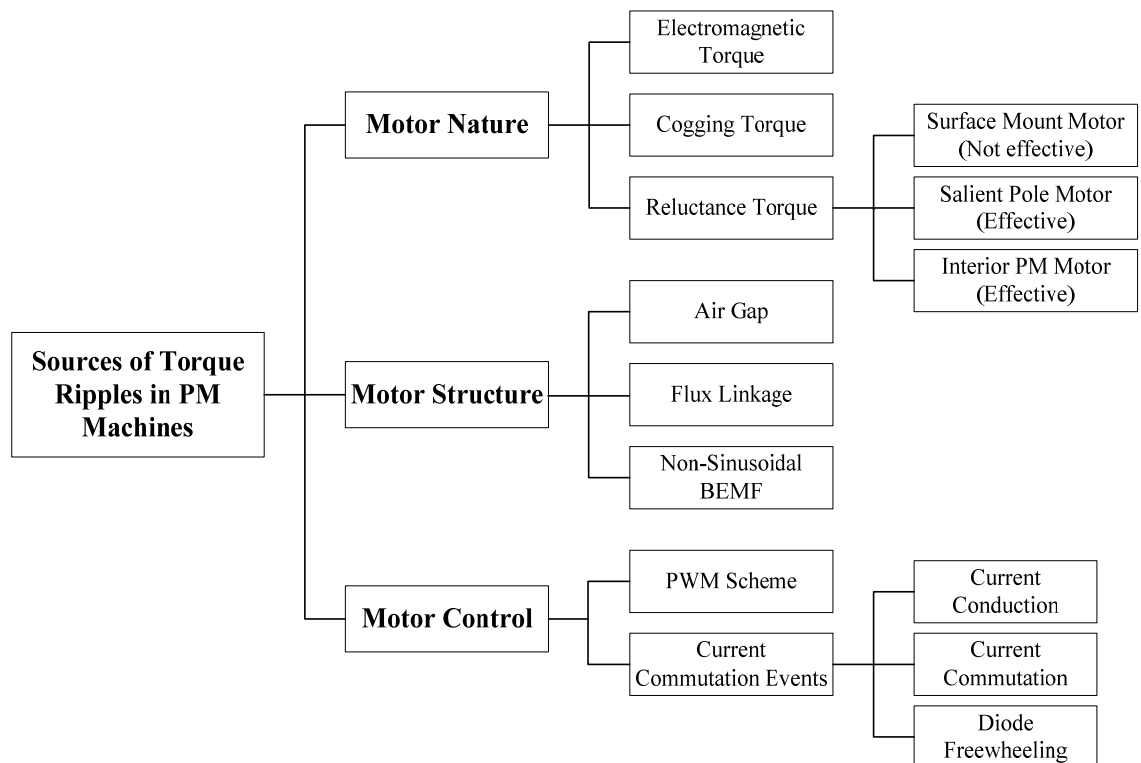 Sources of Torque
Ripples in PM
Machines
Motor Nature
Electromagnetic
Torque
Cogging Torque
Reluctance Torque
Surface Mount Motor
(Not effective)
Salient Pole Motor
(Effective)
Interior PM Motor
(Effective)
Motor Structure
Air Gap
Flux Linkage
Non-Sinusoidal
BEMF
Motor Control
PWM Scheme
Current
Commutation Events
Current
Conduction
Current
Commutation
Diode
Freewheeling